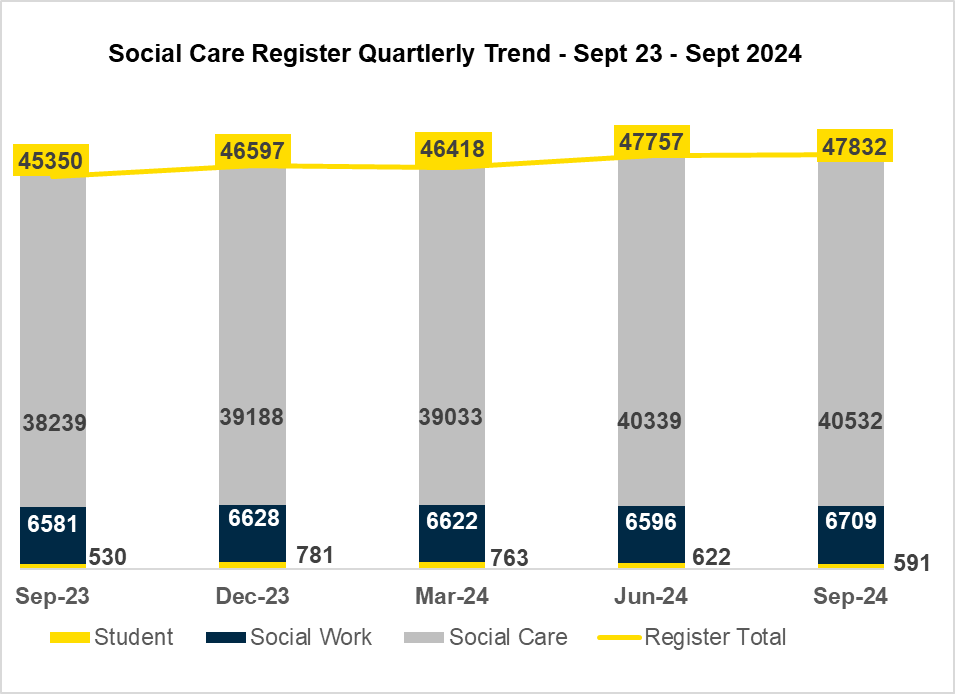 Social Care Register Quartlerly Trend - Sept 23 - Sept 2024
45350 46597 46418 47757 47832
38239 39188 39033 40339 40532
6581 6628 6622 6596 6709
530 781 763 622 591
Sep-23 Dec-23 Mar-24 Jun-24 Sep-24
Student Social Work Social Care Register Total